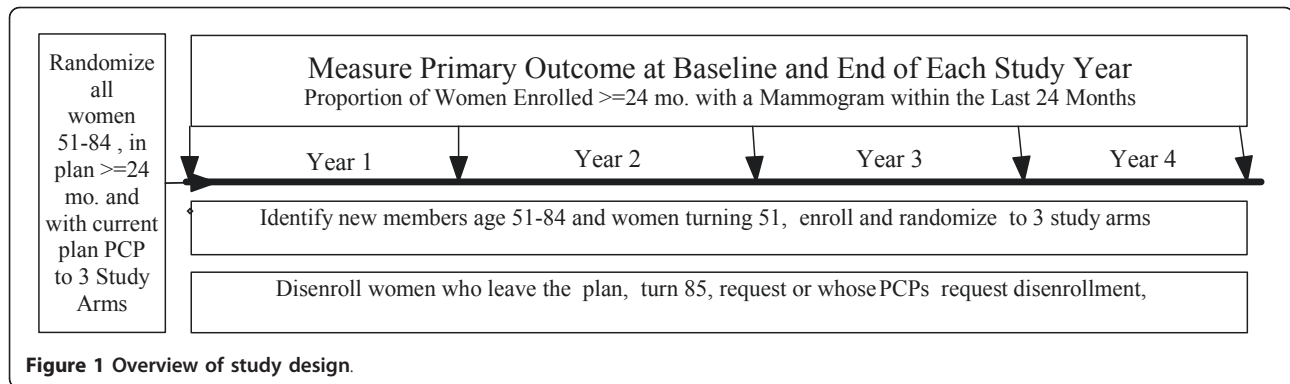 Randomize
all
women
51-84 , in
plan >=24
mo. and
with current
plan PCP
to 3 Study
Arms
Measure Primary Outcome at Baseline and End of Each Study Year
Proportion of Women Enrolled >=24 mo. with a Mammogram within the Last 24 Months
Year 1 Year 2 Year 3 Year 4
Identify new members age 51-84 and women turning 51, enroll and randomize to 3 study arms
Disenroll women who leave the plan, turn 85, request or whose PCPs request disenrollment,
Figure 1 Overview of study design.